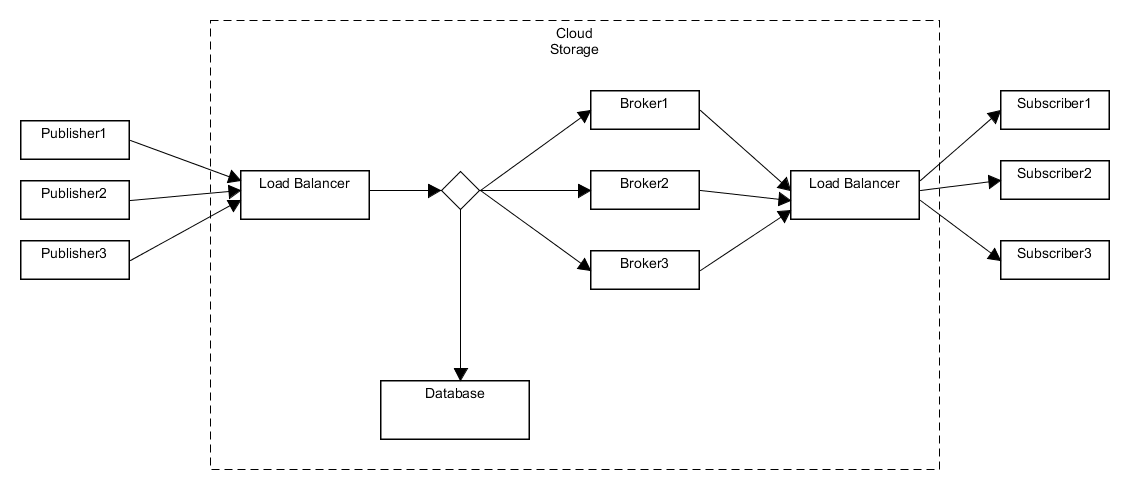 Cloud
Storage
Publisher1
Publisher2
Publisher3
Load Balancer
Broker1
Broker2
Broker3
Load Balancer
Subscriber1
Subscriber2
Subscriber3
Database